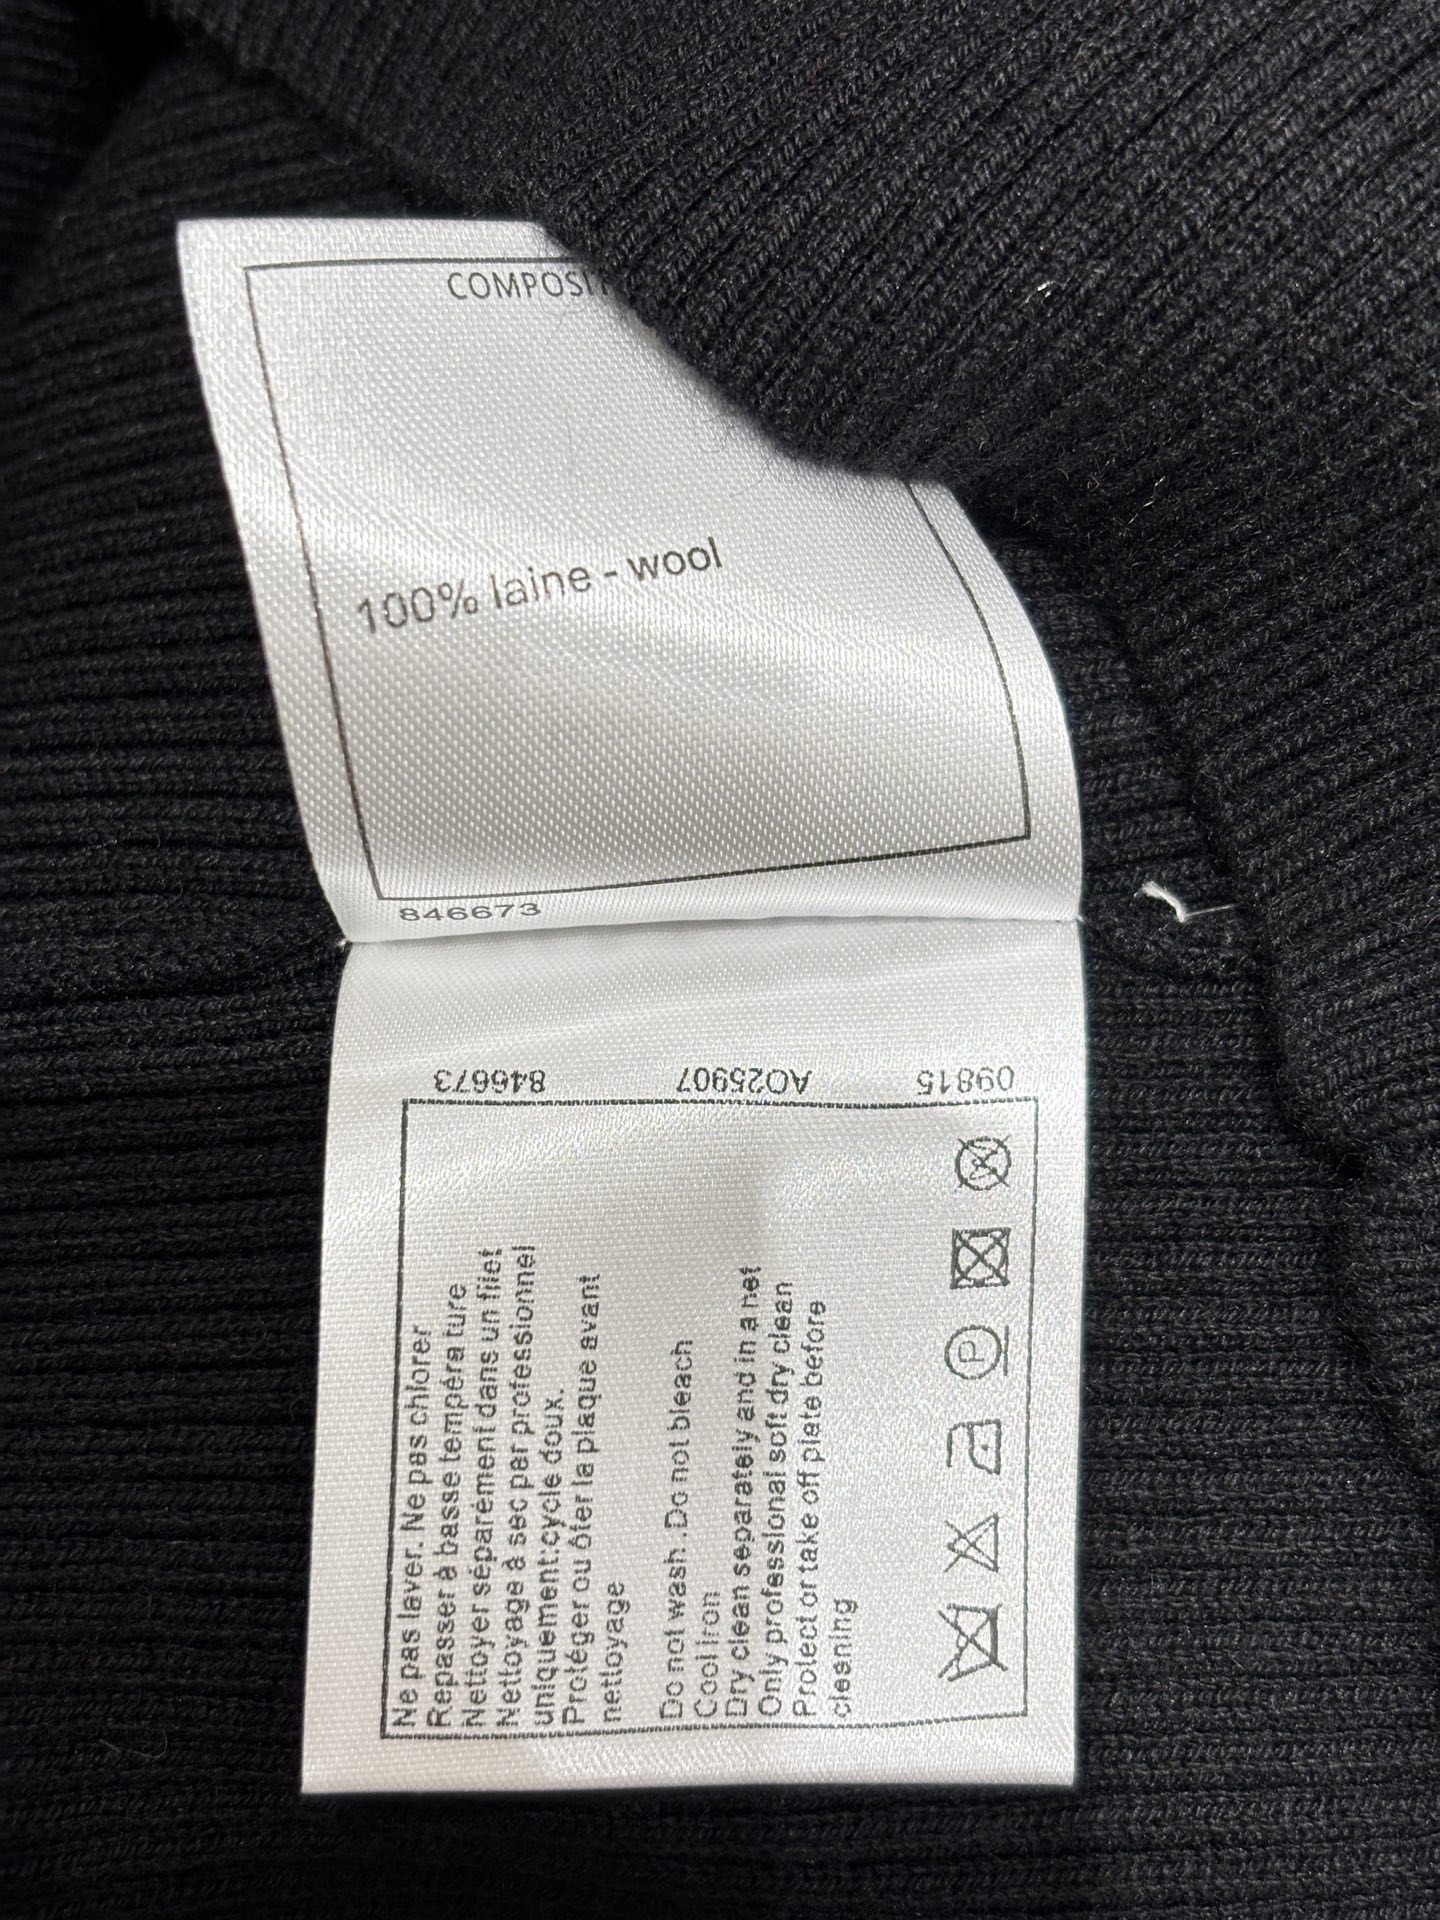 COMPOSI
100% laine - wool
846673
09815 AO25907 846673
Ne pas laver. Ne pas chlorer
Repasser à basse tempéra ture
Nettoyer séparément dans un filet
Nettoyage à sec par professionnel
uniquement:cycle doux.
Protéger ou ôter la plaque avant
nettoyage
Do not wash .Do not bleach
Cool iron
Dry clean separately and in a net
Only professional soft dry clean
Protect or take off plate before
cleaning
P